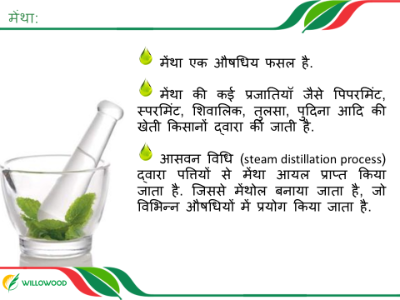 मेंथा:
मेंथा एक औषधिय फसल है.
मेंथा की कई प्रजातियाँ जैसे पिपरमिंट,
स्परमिंट, शिवालिक, तुलसा, पुदिना आदि की
खेती किसानों द्वारा की जाती है.
आसवन विधि (steam distillation process)
द्वारा पत्तियों से मेंथा आयल प्राप्त किया
जाता है. जिससे मेंथोल बनाया जाता है, जो
विभिन्न औषधियों में प्रयोग किया जाता है.
WILLOWOOD